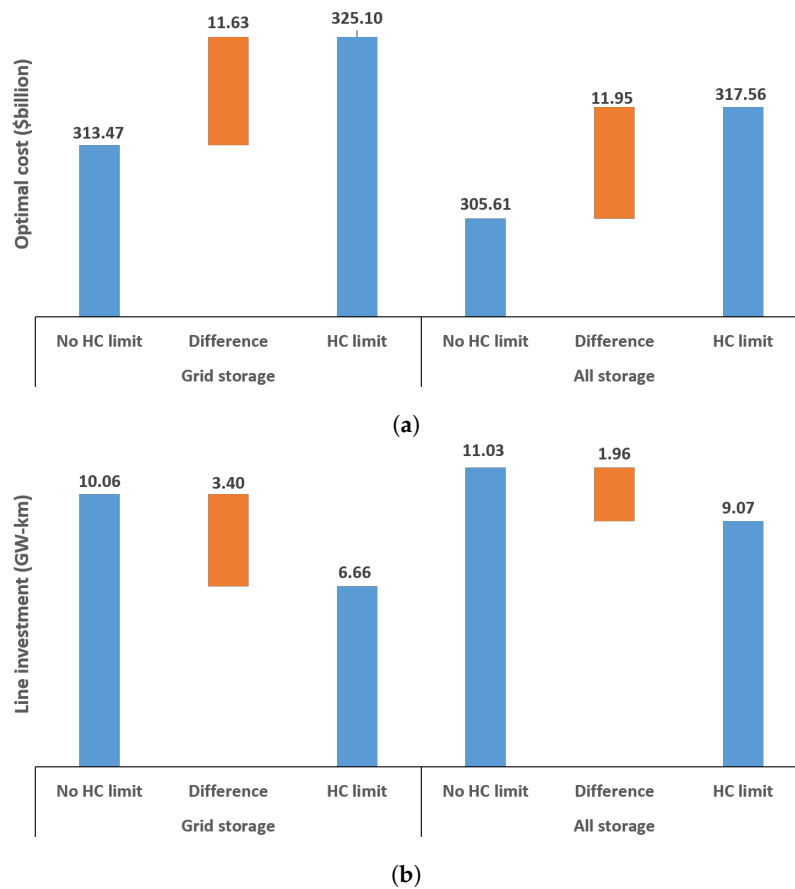 Optimal cost ($billion)
313.47
11.63
325.10
305.61
11.95
317.56
No HC limit
Difference
HC limit
No HC limit
Difference
HC limit
Grid storage
All storage
(a)
Line investment (GW-km)
10.06
3.40
6.66
11.03
1.96
9.07
No HC limit
Difference
HC limit
No HC limit
Difference
HC limit
Grid storage
All storage
(b)